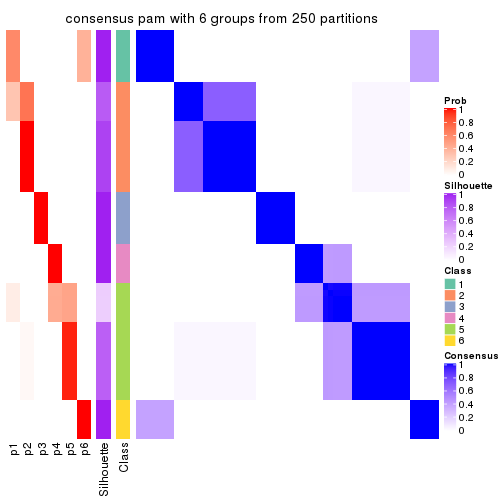 consensus pam with 6 groups from 250 partitions
Prob
1
0.8
0.6
0.4
0.2
0
Silhouette
1
0.8
0.6
0.4
0.2
0
Class
1
2
3
4
5
6
Consensus
1
0.8
0.6
0.4
0.2
0
p1
p2
p3
p4
p5
p6
Silhouette
Class